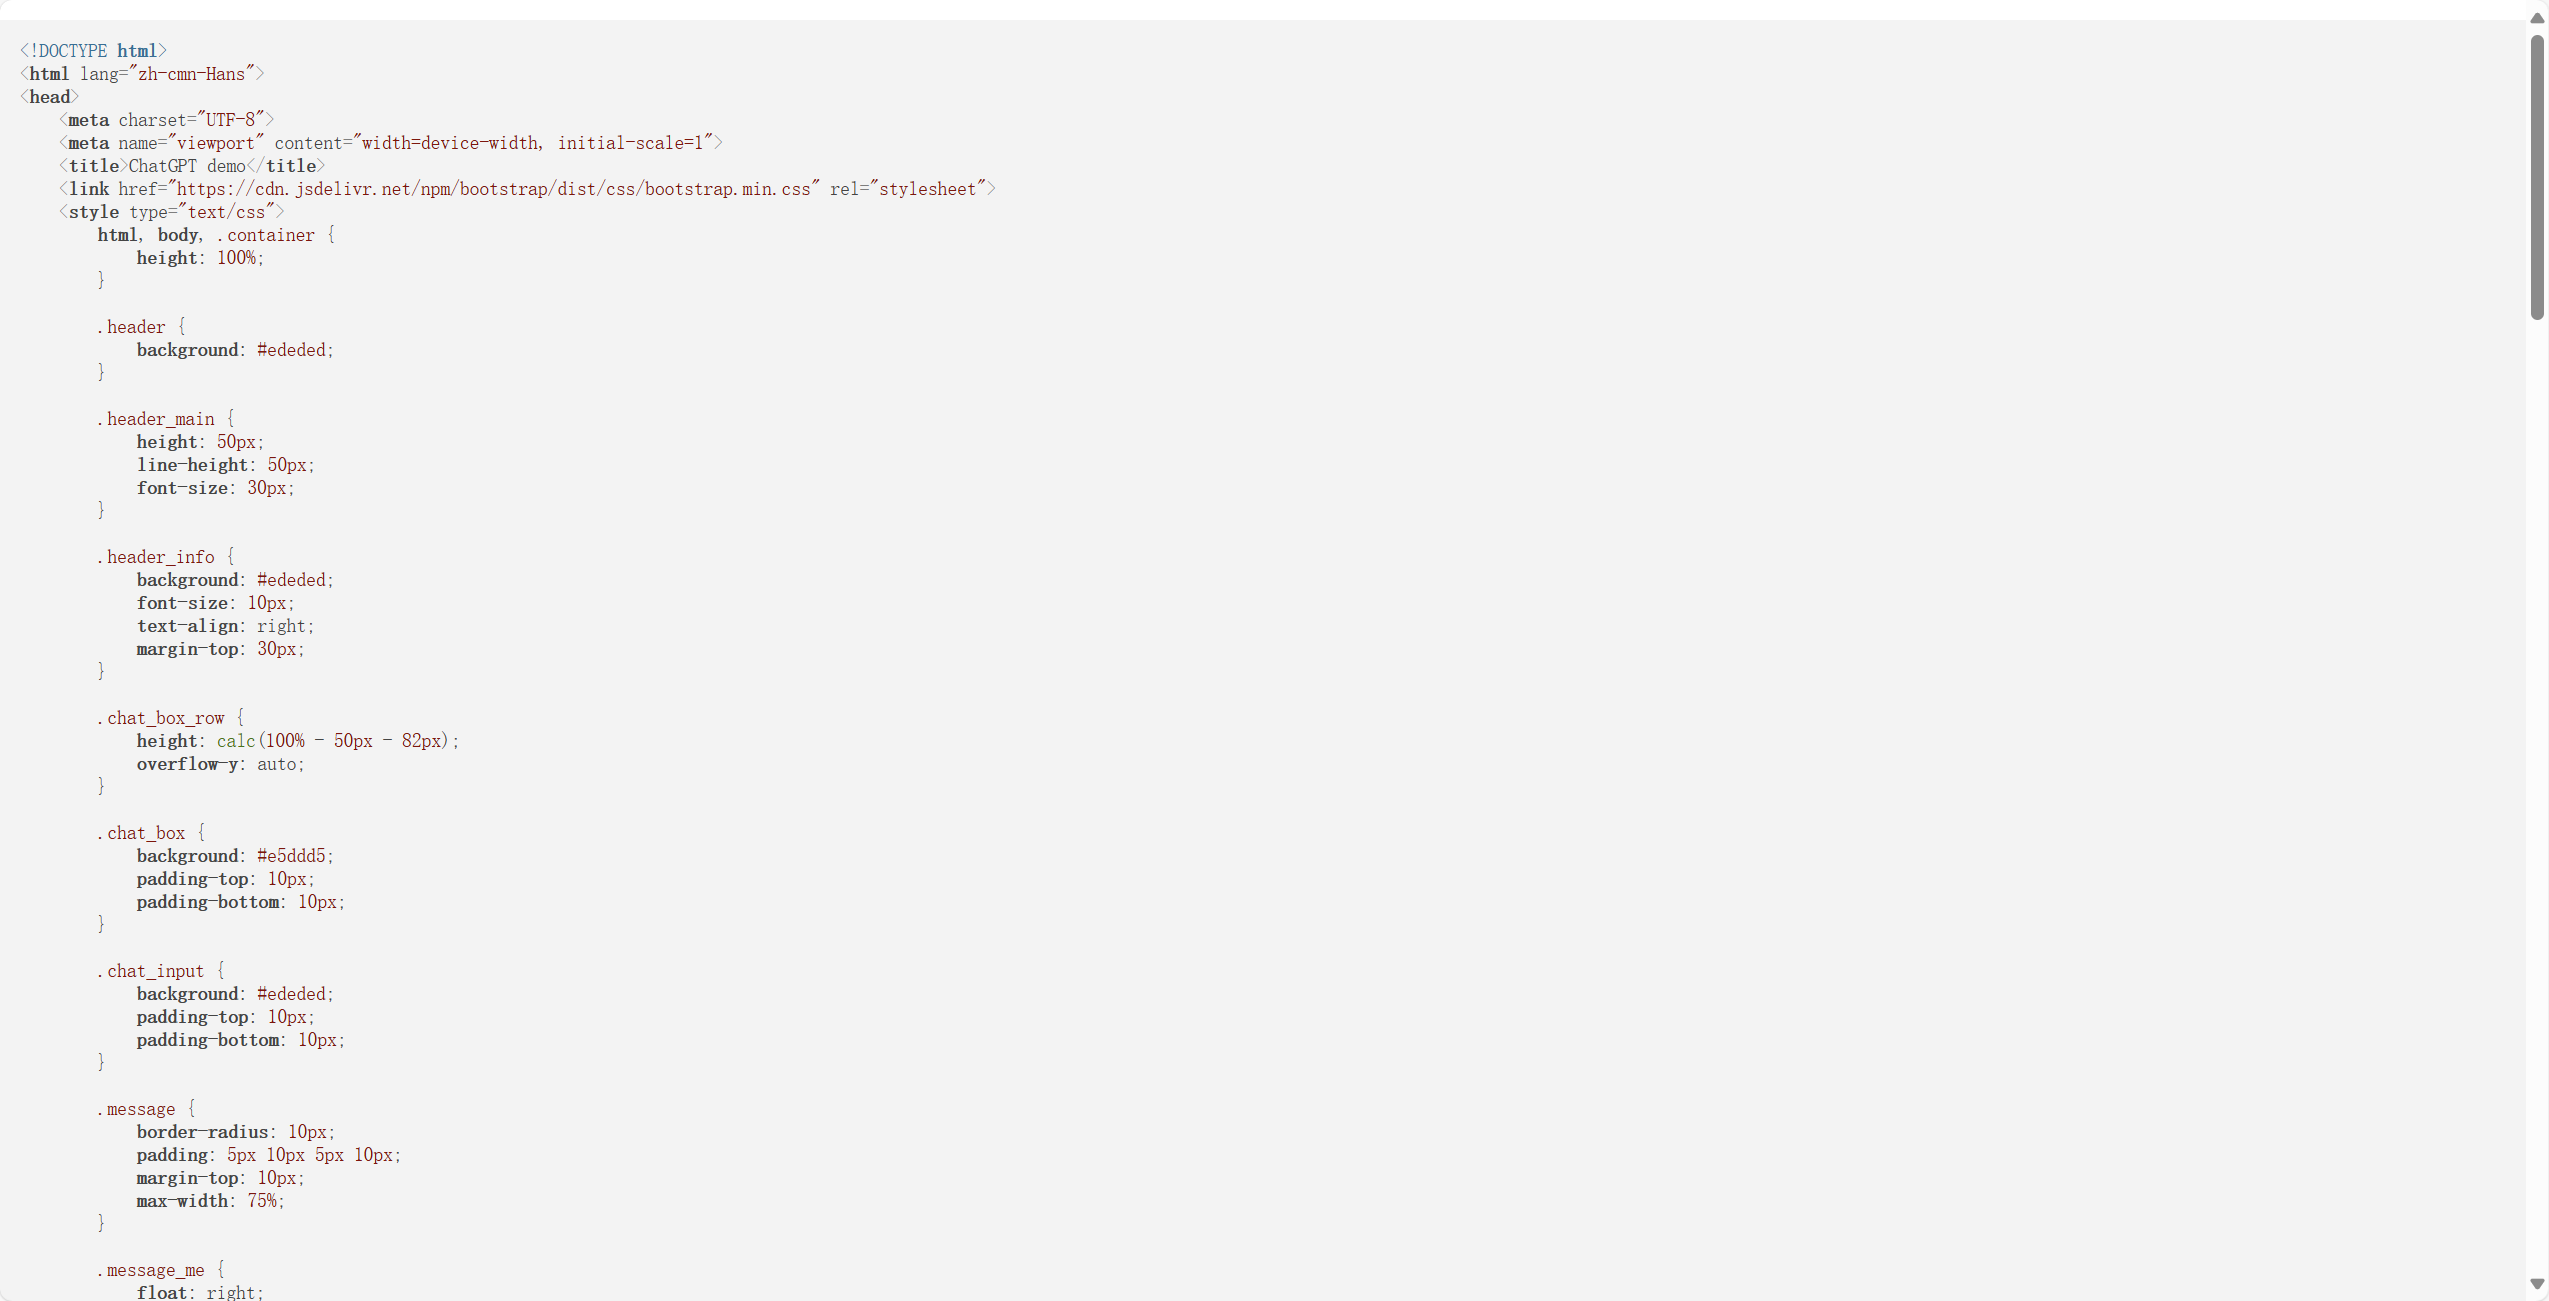 <!DOCTYPE html>
<html lang="zh-cmn-Hans">
<head>
    <meta charset="UTF-8">
    <meta name="viewport" content="width=device-width, initial-scale=1">
    <title>ChatGPT demo</title>
    <link href="https://cdn.jsdelivr.net/npm/bootstrap/dist/css/bootstrap.min.css" rel="stylesheet">
    <style type="text/css">
        html, body, .container {
            height: 100%;
        }

        .header {
            background: #ededed;
        }

        .header_main {
            height: 50px;
            line-height: 50px;
            font-size: 30px;
        }

        .header_info {
            background: #ededed;
            font-size: 10px;
            text-align: right;
            margin-top: 30px;
        }

        .chat_box_row {
            height: calc(100% - 50px - 82px);
            overflow-y: auto;
        }

        .chat_box {
            background: #e5ddd5;
            padding-top: 10px;
            padding-bottom: 10px;
        }

        .chat_input {
            background: #ededed;
            padding-top: 10px;
            padding-bottom: 10px;
        }

        .message {
            border-radius: 10px;
            padding: 5px 10px 5px 10px;
            margin-top: 10px;
            max-width: 75%;
        }

        .message_me {
            float: right;